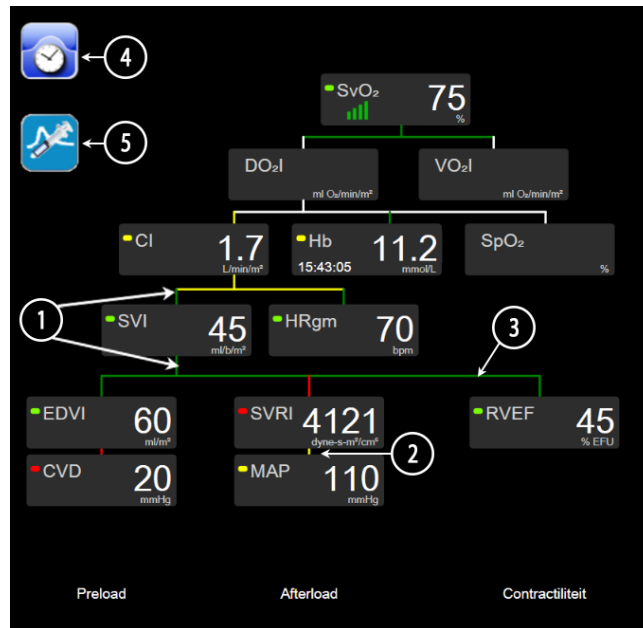 4
SvO₂ 75
%
5
DO₂I VO₂I
ml O₂/min/m² ml O₂/min/m²
CI 1.7 Hb 11.2 SpO₂
L/min/m² 15:43:05 mmol/L %
1
SVI 45 HRgm 70 3
ml/b/m² bpm
EDVI 60 SVRI 4121 RVEF 45
ml/m² dyne-s-m²/cm⁵ % EFU
2
CVD 20 MAP 110
mmHg mmHg
Preload Afterload Contractiliteit